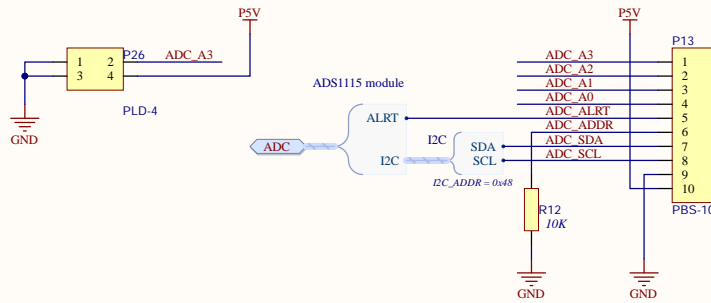 P5V
P26
1 2 ADC_A3
3 4
PLD-4
GND
ADS1115 module
ADC
ALRT
I2C
I2C
SDA
SCL
I2C_ADDR = 0x48
P5V
P13
ADC_A3 1
ADC_A2 2
ADC_A1 3
ADC_A0 4
ADC_ALRT 5
ADC_ADDR 6
ADC_SDA 7
ADC_SCL 8
9
10
PBS-10
R12
10K
GND
GND